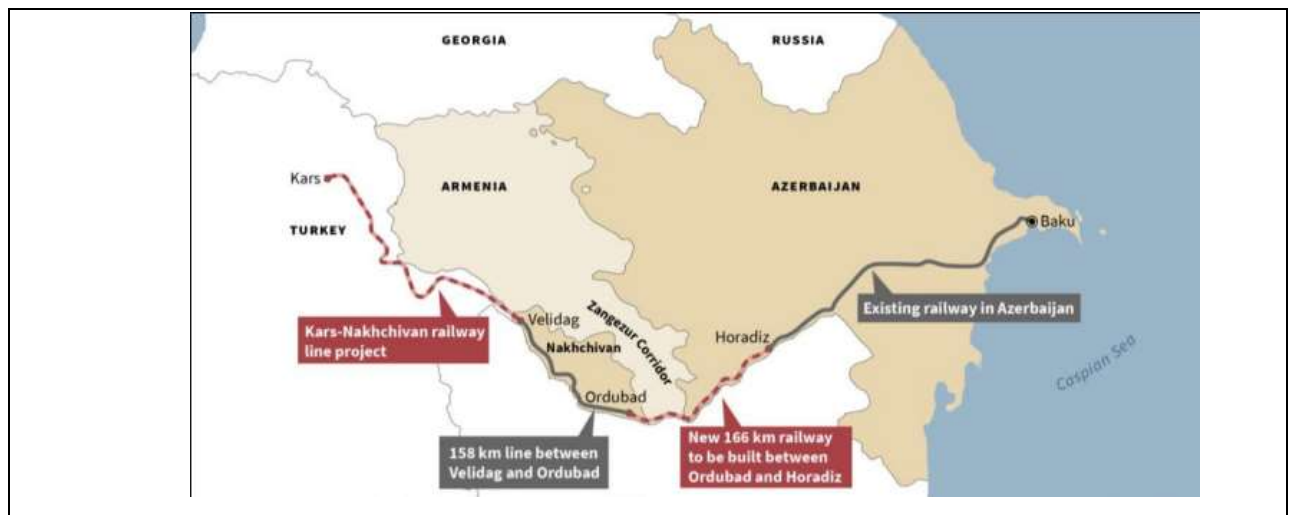 GEORGIA
RUSSIA
Kars
ARMENIA
AZERBAIJAN
TURKEY
Baku
Existing railway in Azerbaijan
Zangezur Corridor
Velidag
Kars-Nakhchivan railway
line project
Horadiz
Nakhchivan
Caspian Sea
Ordubad
158 km line between
Velidag and Ordubad
New 166 km railway
to be built between
Ordubad and Horadiz